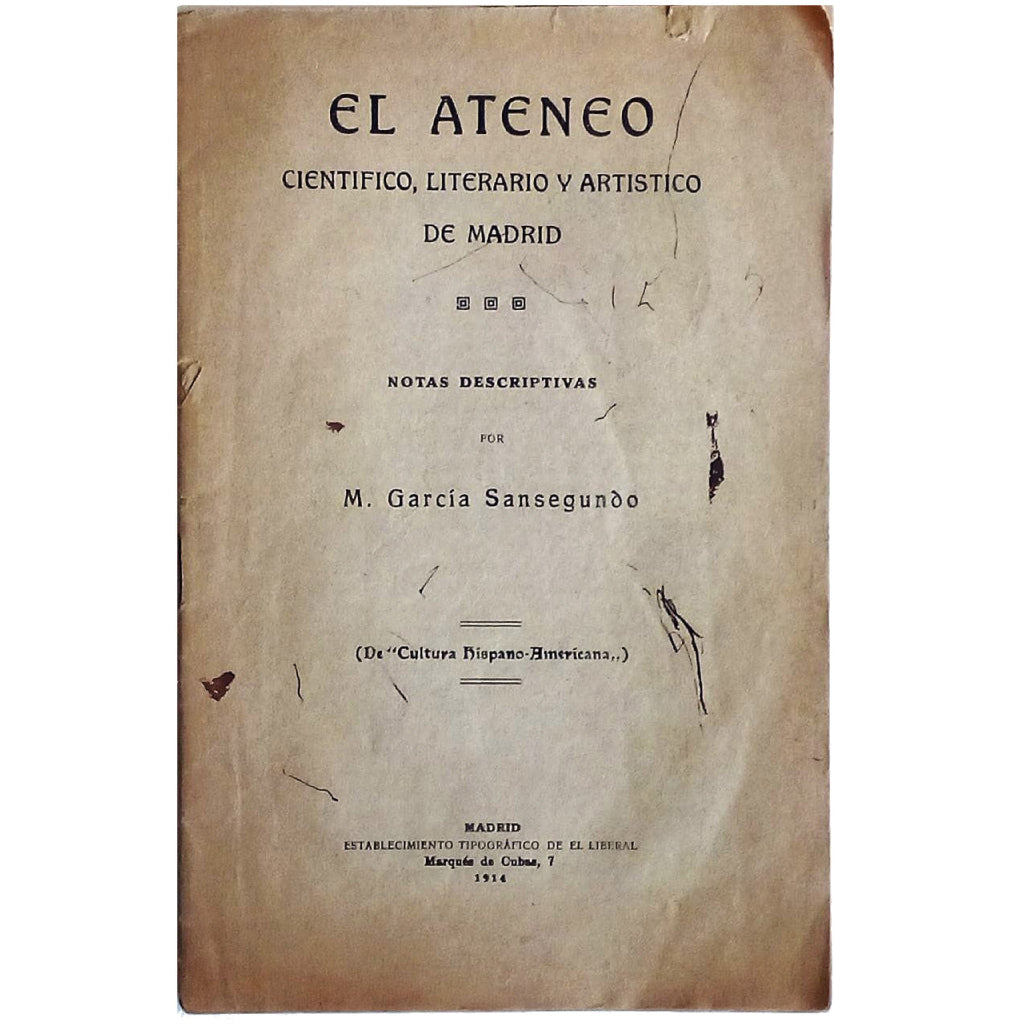 EL ATENEO
CIENTIFICO, LITERARIO Y ARTISTICO
DE MADRID
NOTAS DESCRIPTIVAS
POR
M. García Sansegundo
(De "Cultura Hispano-Americana,,)
MADRID
ESTABLECIMIENTO TIPOGRÁFICO DE EL LIBERAL
Marqués de Cubas, 7
1914